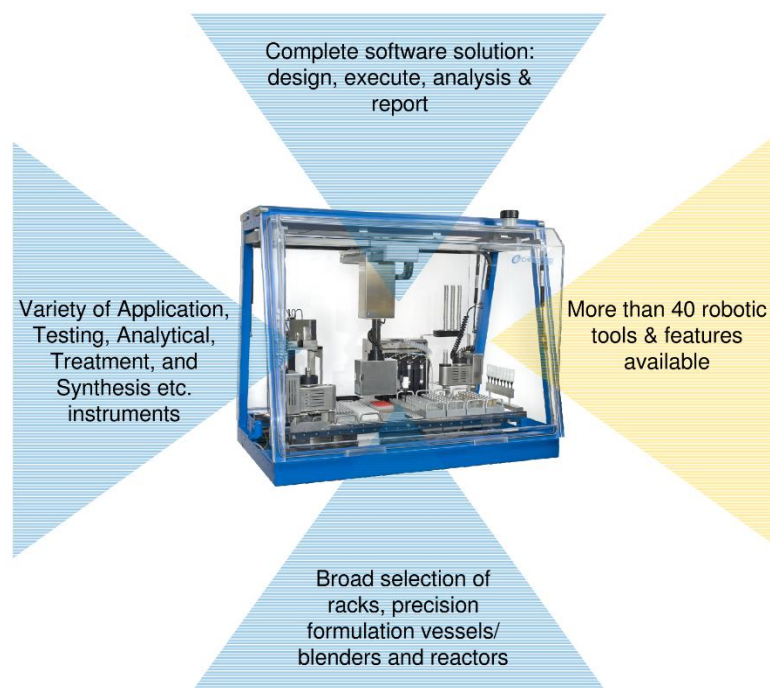 Complete software solution:
design, execute, analysis &
report
Variety of Application,
Testing, Analytical,
Treatment, and
Synthesis etc.
instruments
More than 40 robotic
tools & features
available
Broad selection of
racks, precision
formulation vessels/
blenders and reactors